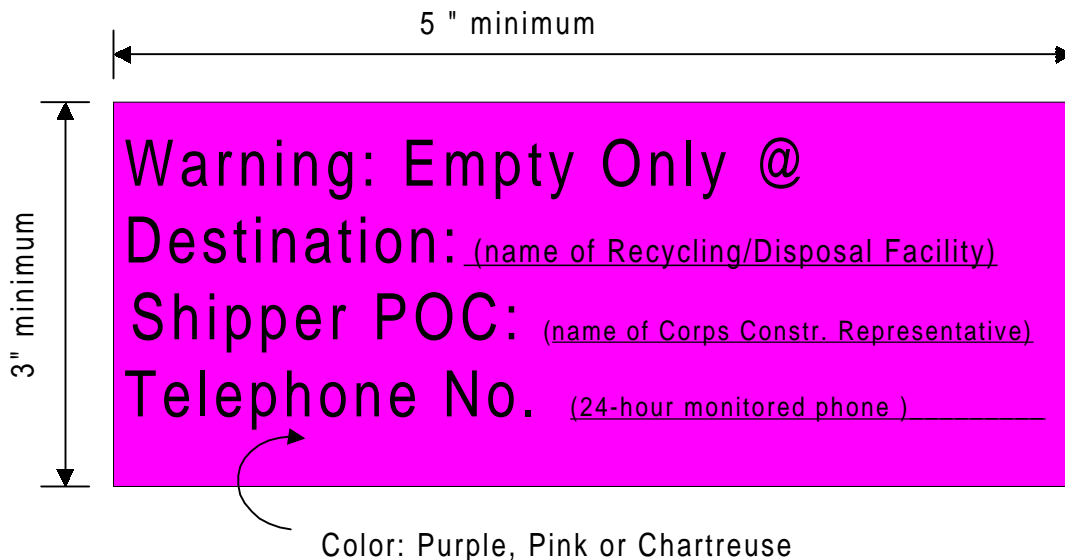 5 " minimum
3" minimum
Warning: Empty Only @
Destination: (name of Recycling/Disposal Facility)
Shipper POC: (name of Corps Constr. Representative)
Telephone No. (24-hour monitored phone )__________
Color: Purple, Pink or Chartreuse